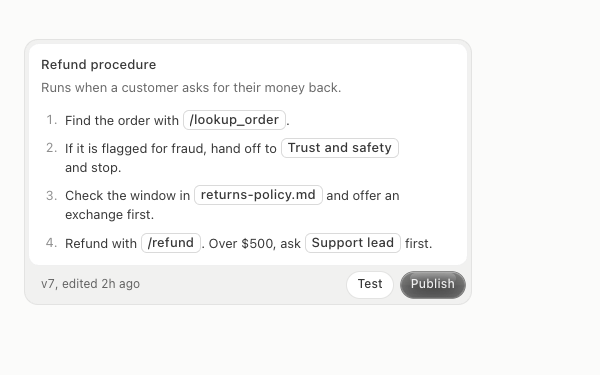 Refund procedure
Runs when a customer asks for their money back.
1. Find the order with /lookup_order.
2. If it is flagged for fraud, hand off to Trust and safety
and stop.
3. Check the window in returns-policy.md and offer an
exchange first.
4. Refund with /refund. Over $500, ask Support lead first.
v7, edited 2h ago
Test
Publish